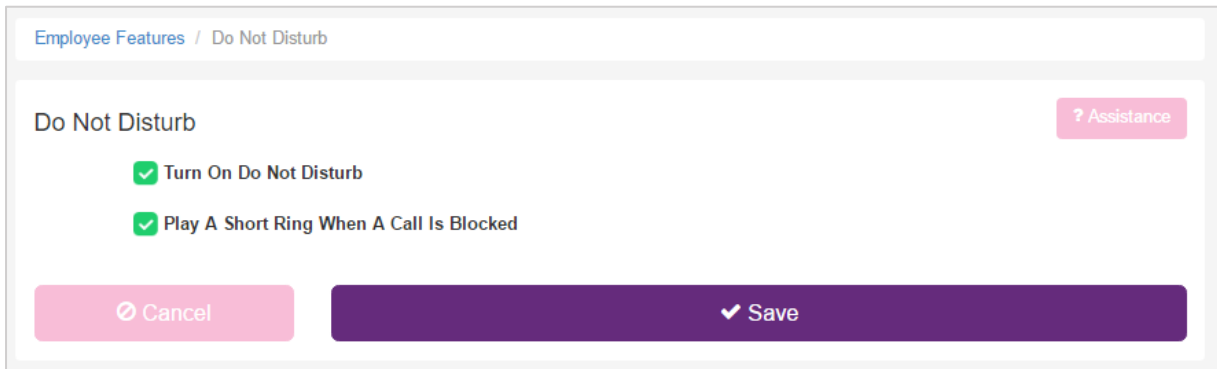 Employee Features / Do Not Disturb
Do Not Disturb
? Assistance
Turn On Do Not Disturb
Play A Short Ring When A Call Is Blocked
Cancel
Save